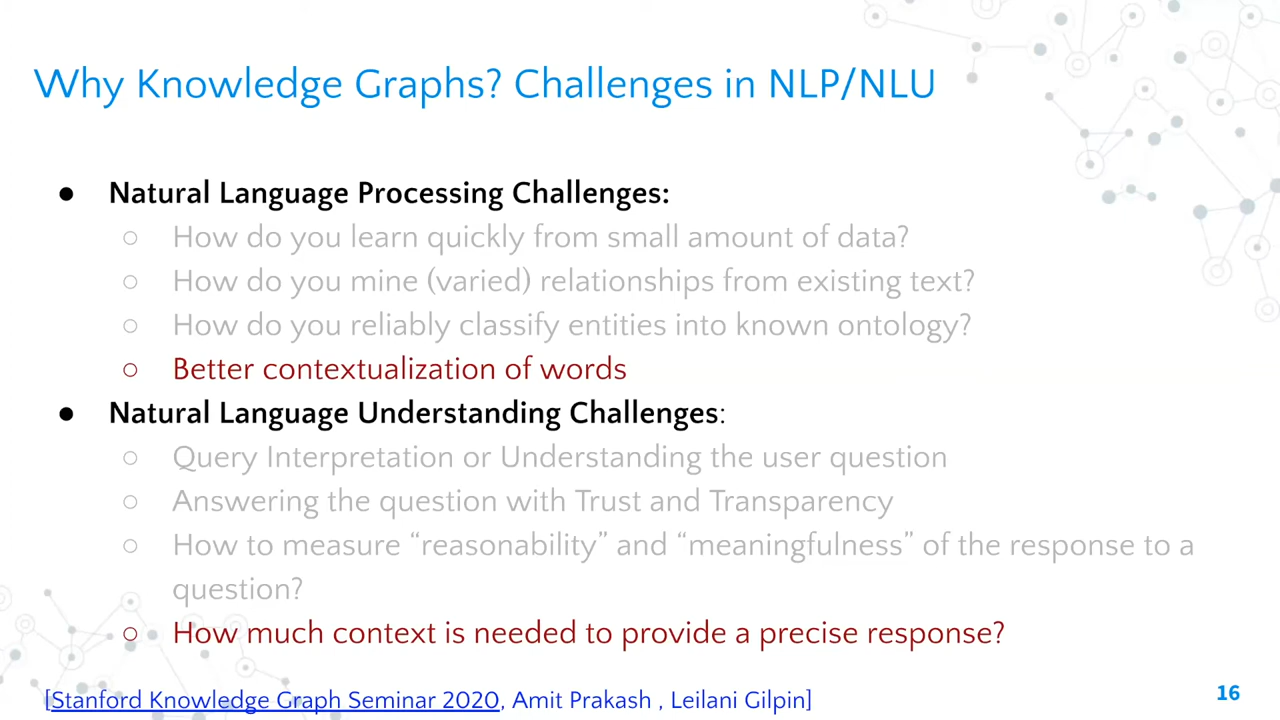 Why Knowledge Graphs? Challenges in NLP/NLU
● Natural Language Processing Challenges:
○ How do you learn quickly from small amount of data?
○ How do you mine (varied) relationships from existing text?
○ How do you reliably classify entities into known ontology?
○ Better contextualization of words
● Natural Language Understanding Challenges:
○ Query Interpretation or Understanding the user question
○ Answering the question with Trust and Transparency
○ How to measure “reasonability” and “meaningfulness” of the response to a
question?
○ How much context is needed to provide a precise response?
[Stanford Knowledge Graph Seminar 2020, Amit Prakash , Leilani Gilpin]
16